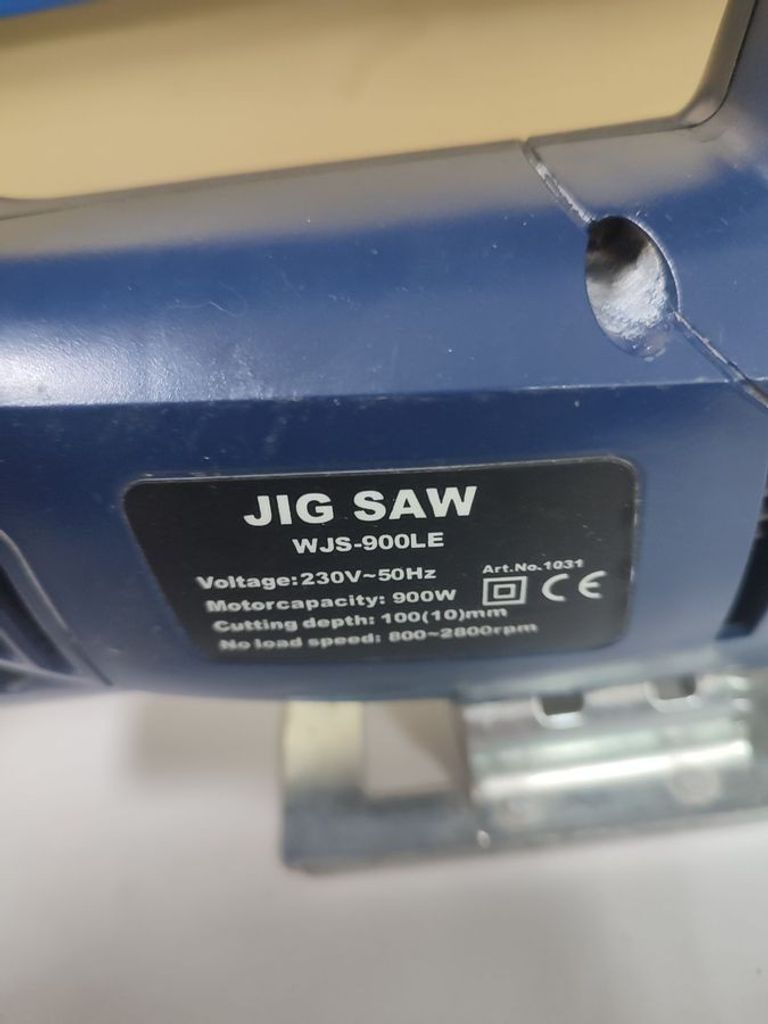 JIG SAW
WJS-900LE
Voltage:230V~50Hz
Art.No.1031
Motorcapacity: 900W
CE
Cutting depth: 100(10)mm
No load speed: 800~2800rpm